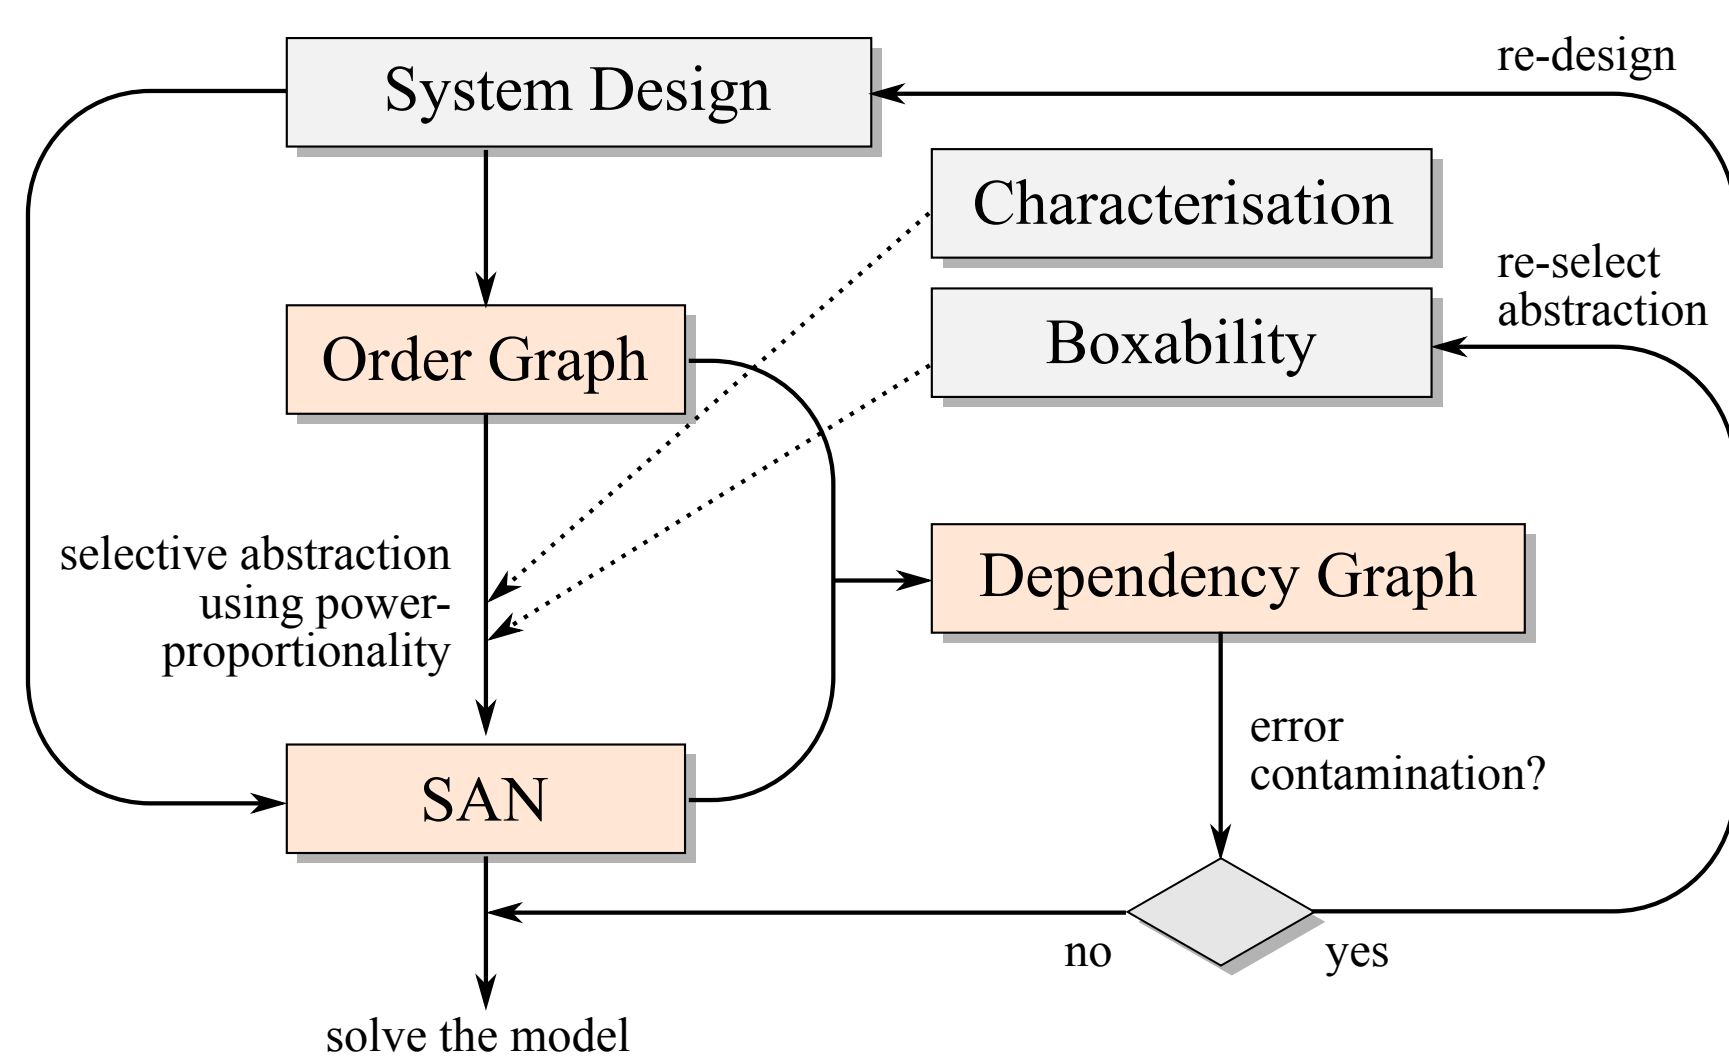 System Design
re-design
Characterisation
re-select
abstraction
Boxability
Order Graph
selective abstraction
using power-
proportionality
Dependency Graph
error
contamination?
SAN
no
yes
solve the model